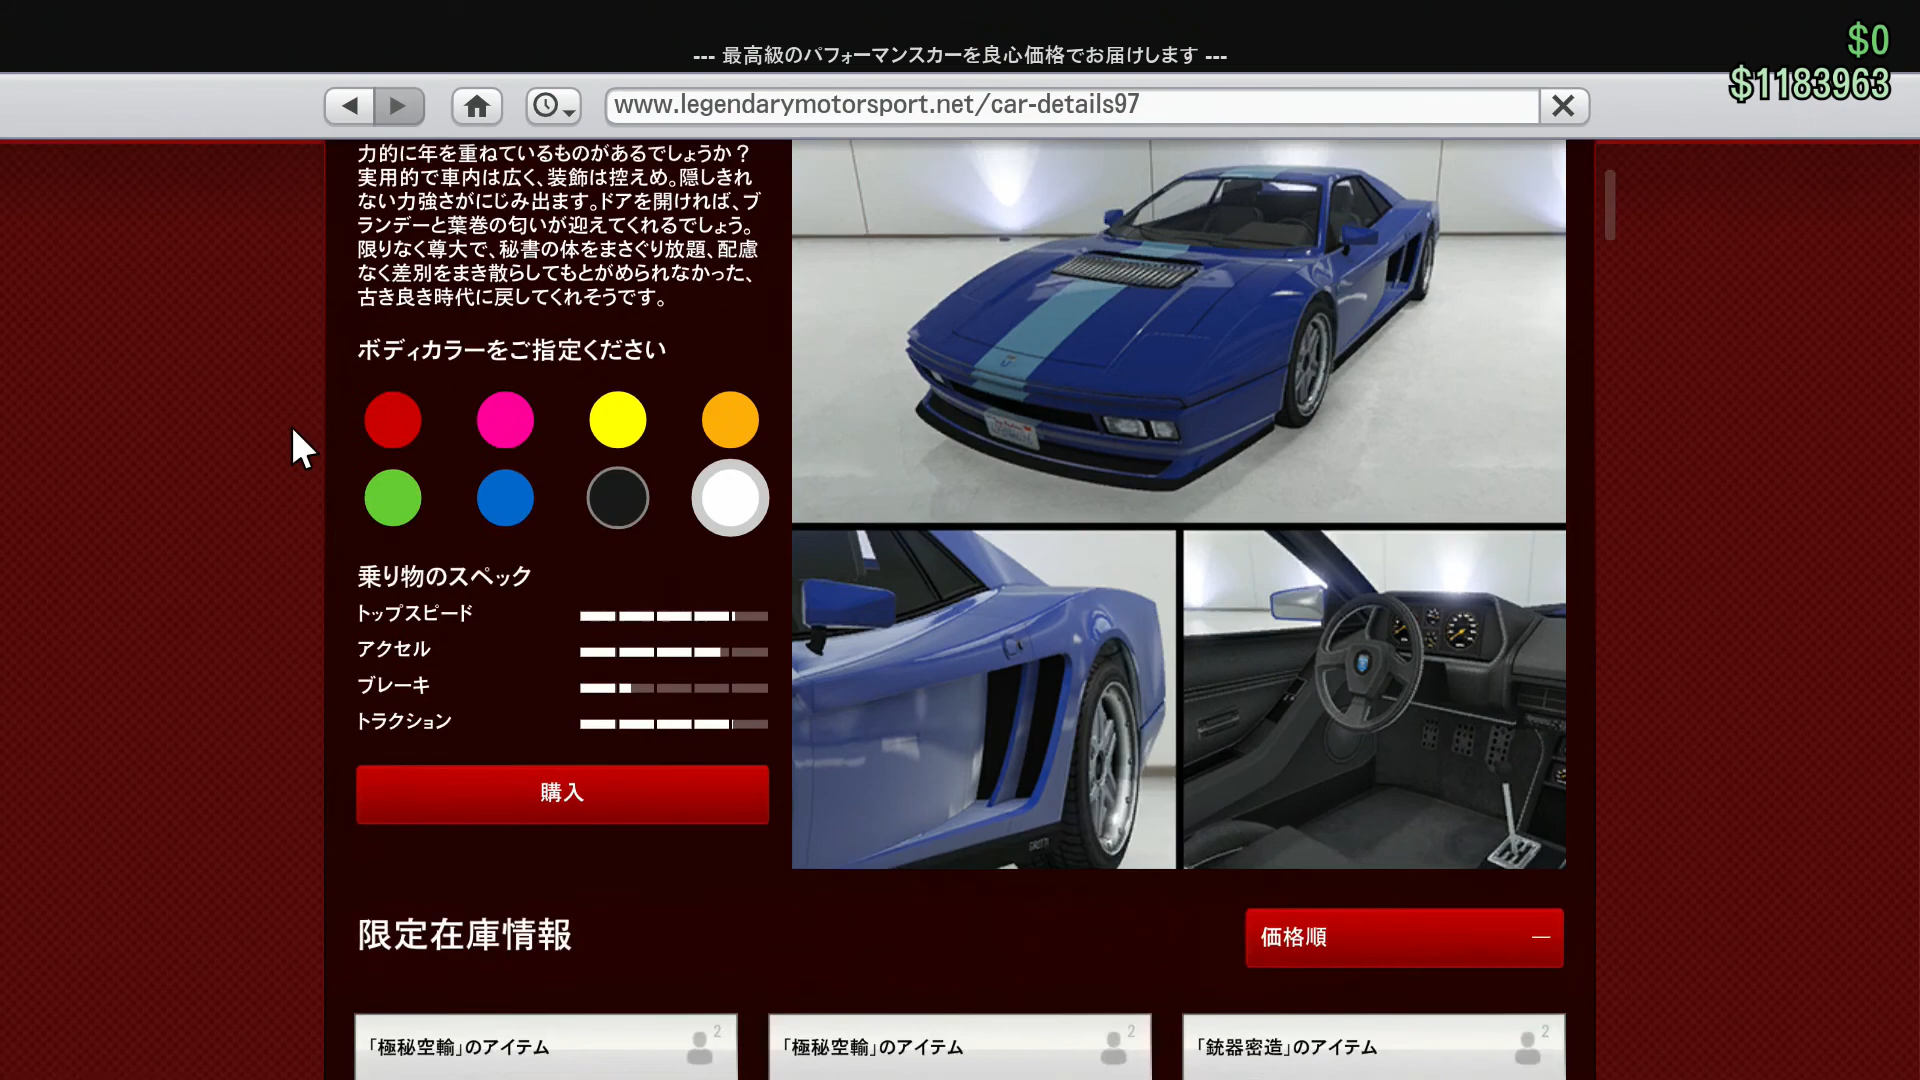 --- 最高級のパフォーマンスカーを良心価格でお届けします ---
$0
$1183963
www.legendarymotorsport.net/car-details97
力的に年を重ねているものがあるでしょうか？
実用的で車内は広く、装飾は控えめ。隠しきれ
ない力強さがにじみ出ます。ドアを開ければ、ブ
ランデーと葉巻の匂いが迎えてくれるでしょう。
限りなく尊大で、秘書の体をまさぐり放題、配慮
なく差別をまき散らしてもとがめられなかった、
古き良き時代に戻してくれそうです。
ボディカラーをご指定ください
乗り物のスペック
トップスピード
アクセル
ブレーキ
トラクション
購入
限定在庫情報
価格順
「極秘空輸」のアイテム
2
「極秘空輸」のアイテム
2
「銃器密造」のアイテム
2